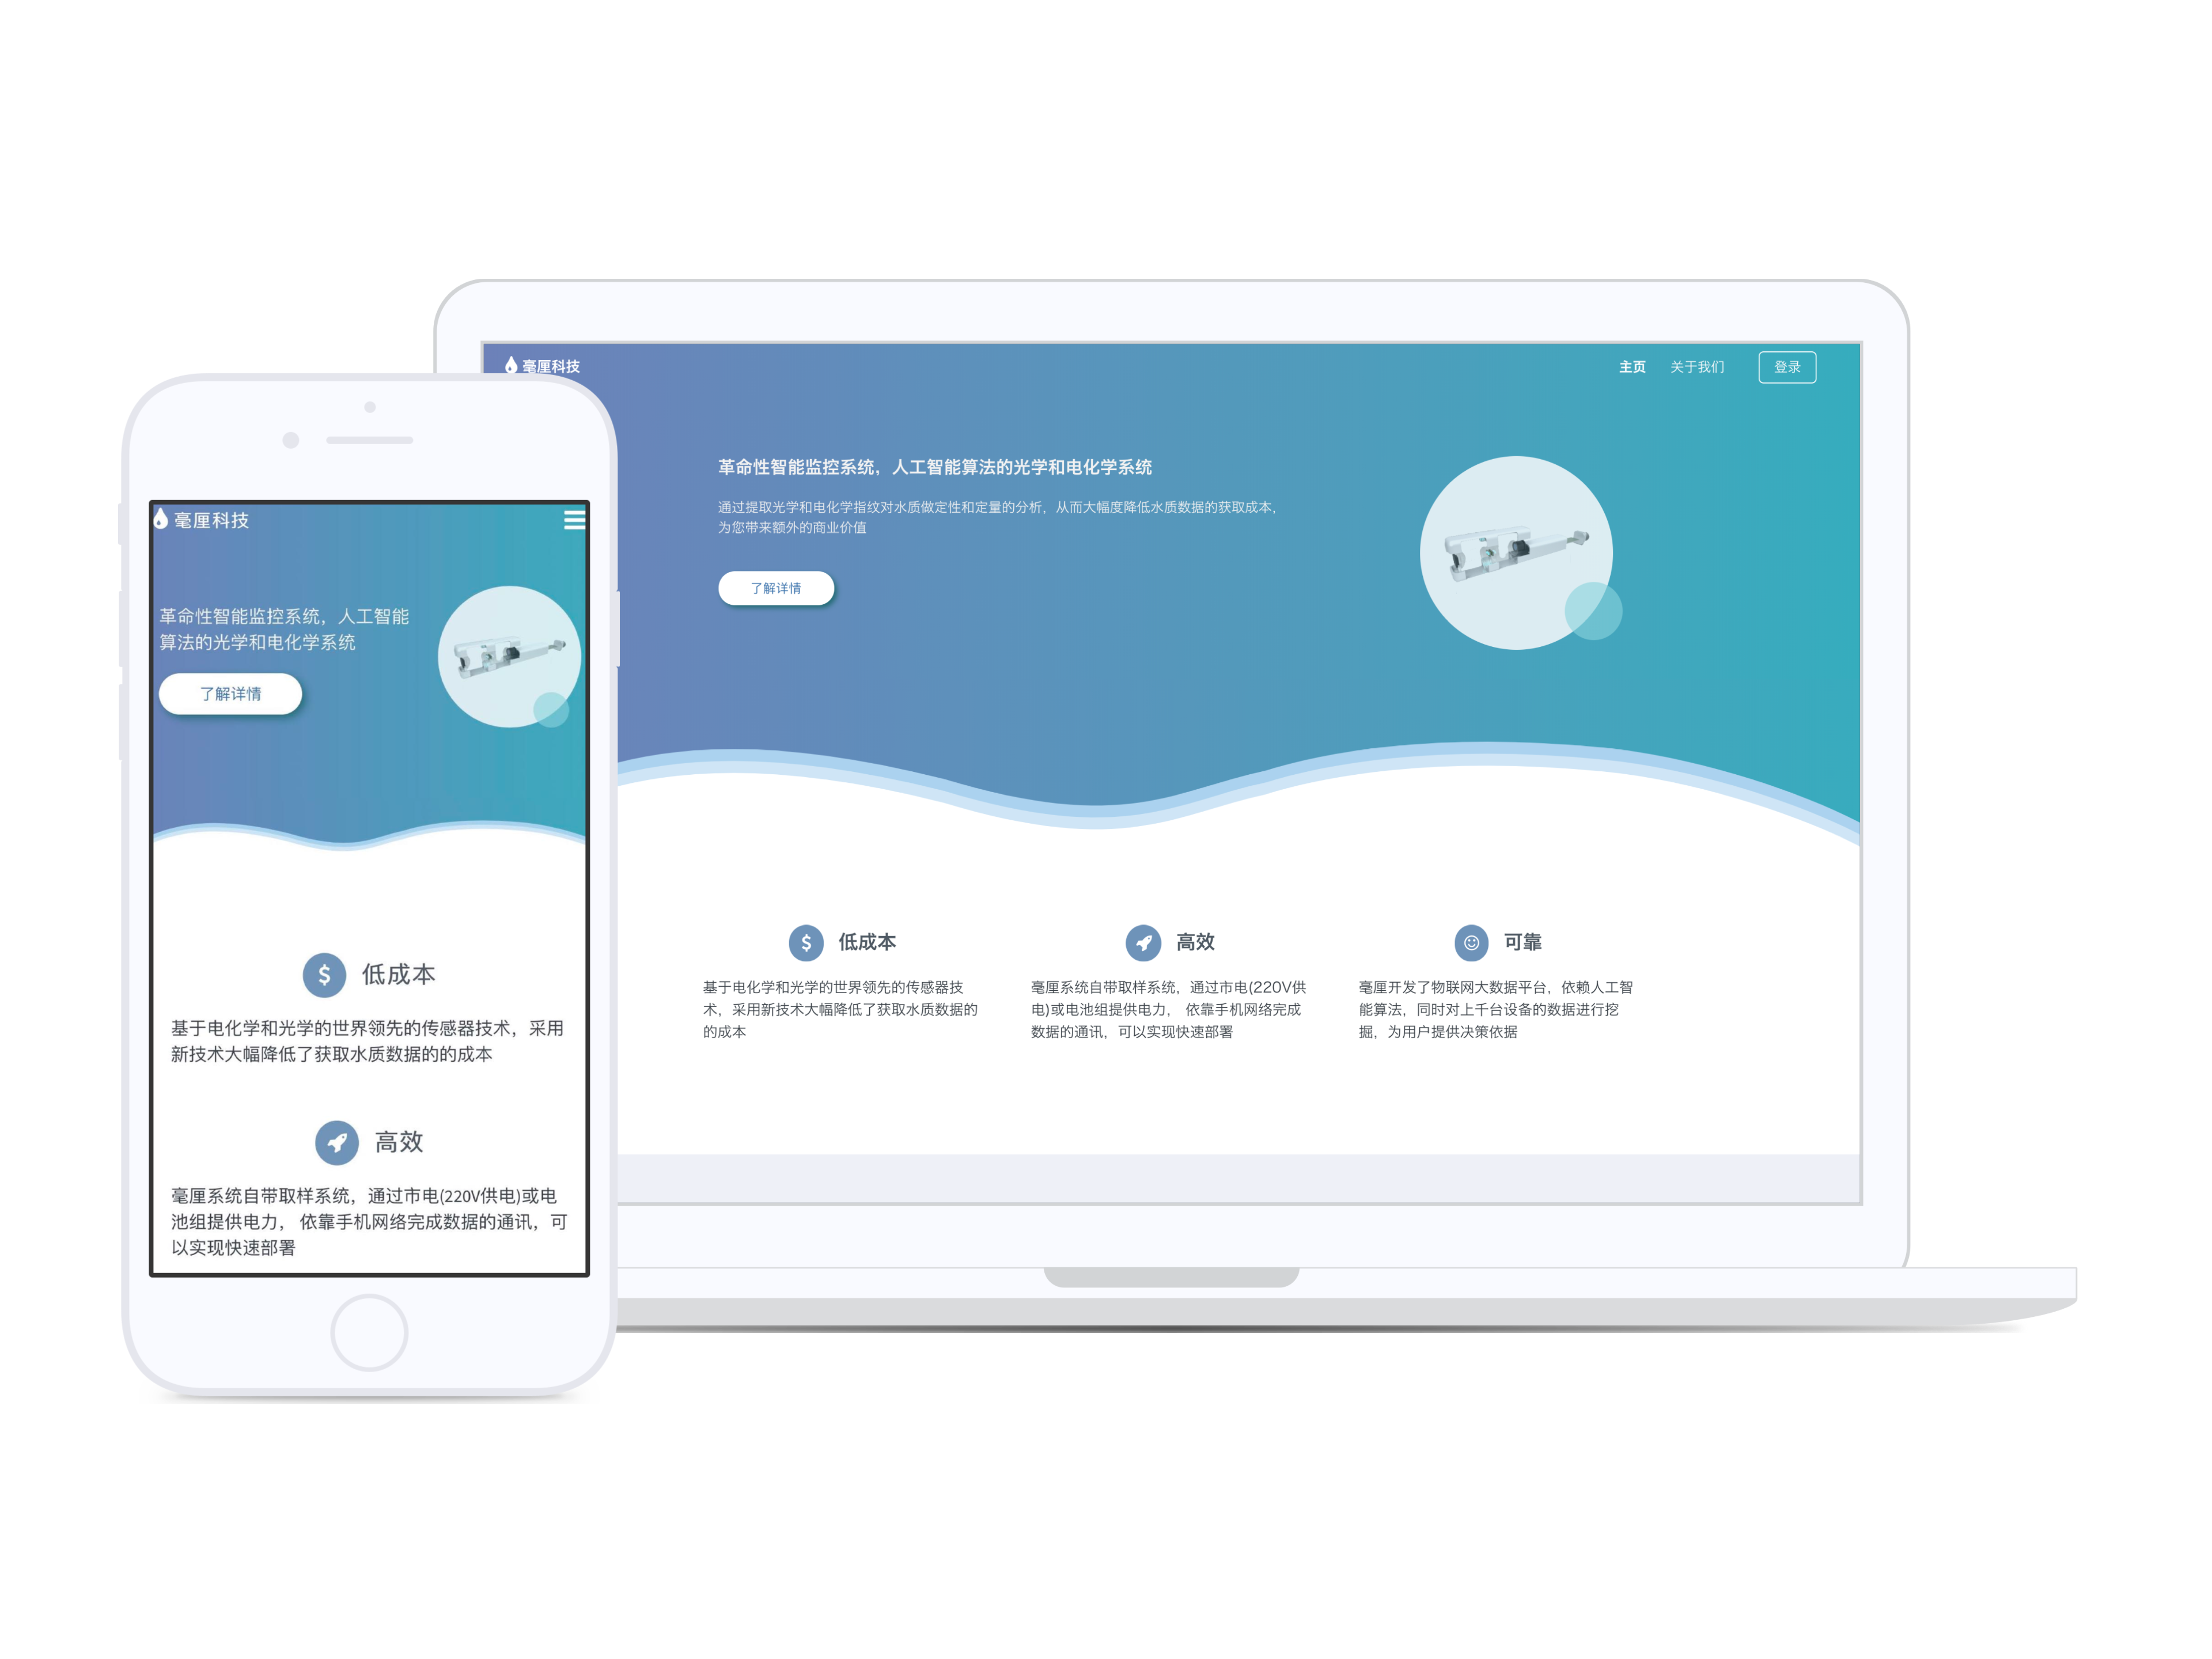 毫厘科技
革命性智能监控系统，人工智能
算法的光学和电化学系统
了解详情
$ 低成本
基于电化学和光学的世界领先的传感器技术，采用
新技术大幅降低了获取水质数据的的成本
高效
毫厘系统自带取样系统，通过市电(220V供电)或电
池组提供电力， 依靠手机网络完成数据的通讯，可
以实现快速部署
毫厘科技
主页 关于我们 登录
革命性智能监控系统，人工智能算法的光学和电化学系统
通过提取光学和电化学指纹对水质做定性和定量的分析，从而大幅度降低水质数据的获取成本，
为您带来额外的商业价值
了解详情
$ 低成本
基于电化学和光学的世界领先的传感器技
术，采用新技术大幅降低了获取水质数据的
的成本
高效
毫厘系统自带取样系统，通过市电(220V供
电)或电池组提供电力， 依靠手机网络完成
数据的通讯，可以实现快速部署
可靠
毫厘开发了物联网大数据平台，依赖人工智
能算法，同时对上千台设备的数据进行挖
掘，为用户提供决策依据